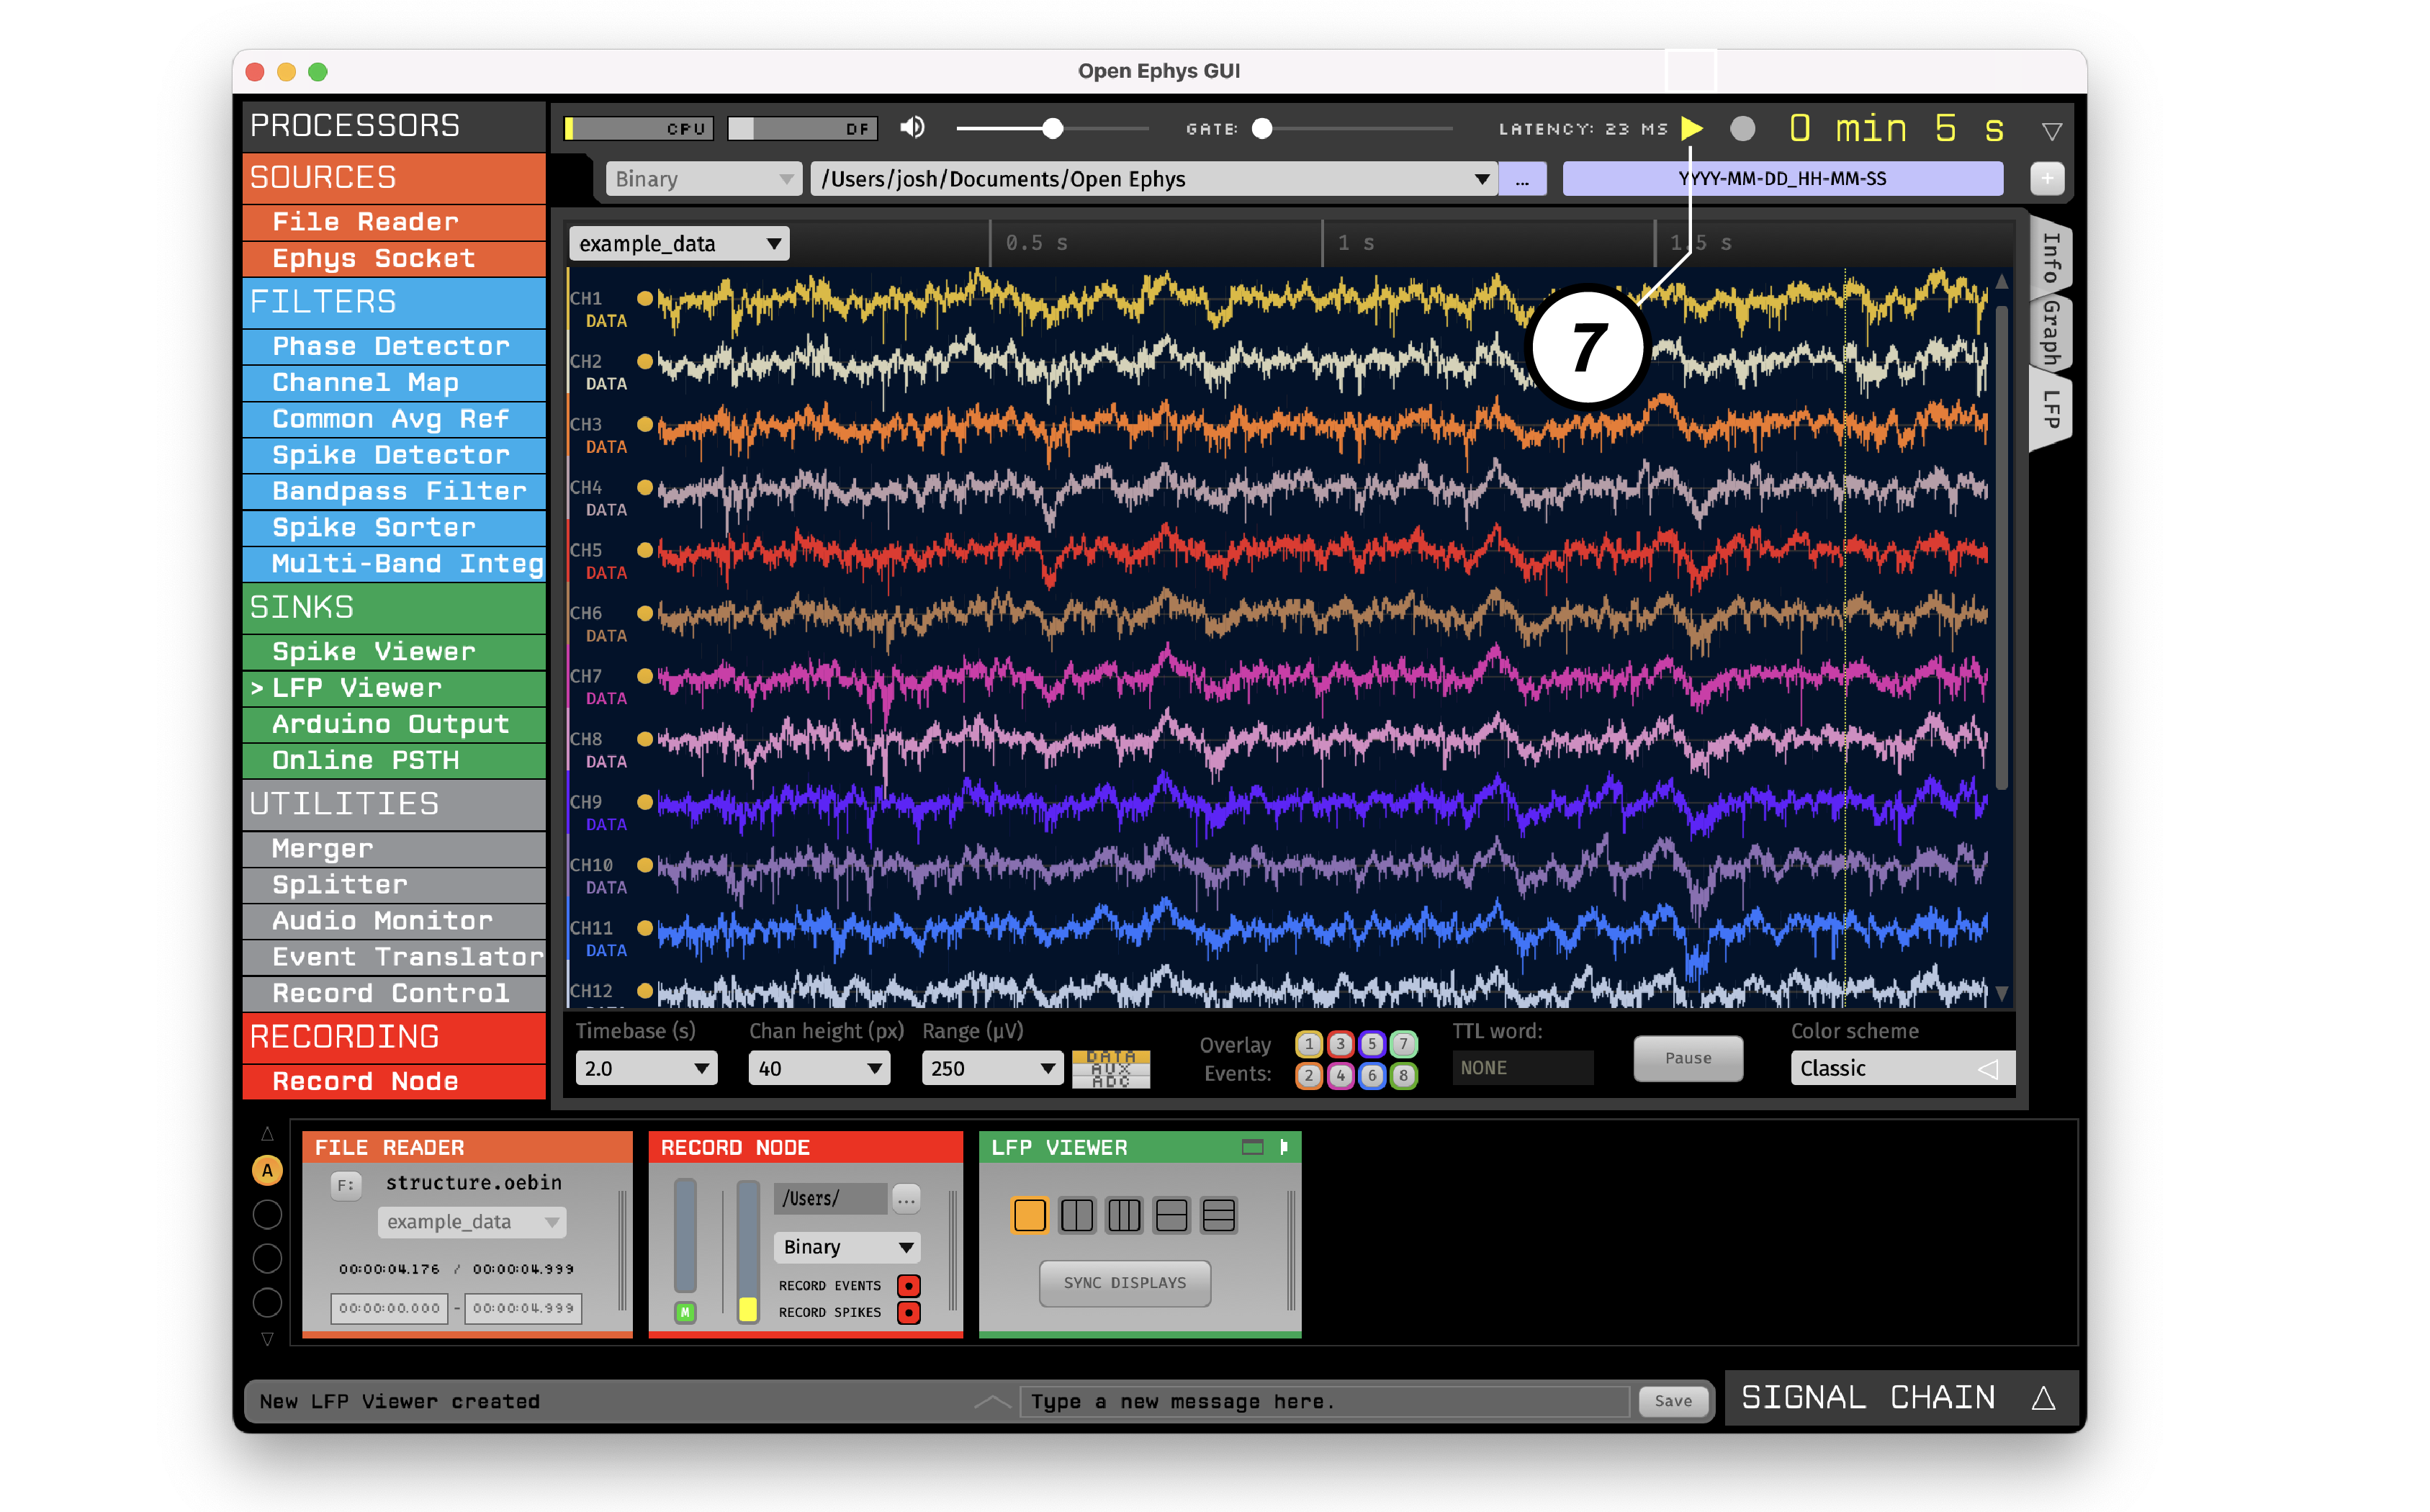 Open Ephys GUI
PROCESSORS
SOURCES
File Reader
Ephys Socket
FILTERS
Phase Detector
Channel Map
Common Avg Ref
Spike Detector
Bandpass Filter
Spike Sorter
Multi-Band Integ
SINKS
Spike Viewer
> LFP Viewer
Arduino Output
Online PSTH
UTILITIES
Merger
Splitter
Audio Monitor
Event Translator
Record Control
RECORDING
Record Node
CPU DF GATE: LATENCY: 23 MS 0 min 5 s
Binary /Users/josh/Documents/Open Ephys ... YYYY-MM-DD_HH-MM-SS +
example_data 0.5 s 1 s 1.5 s
Info
Graph
LFP
7
CH1
DATA
CH2
DATA
CH3
DATA
CH4
DATA
CH5
DATA
CH6
DATA
CH7
DATA
CH8
DATA
CH9
DATA
CH10
DATA
CH11
DATA
CH12
Timebase (s) Chan height (px) Range (µV)
2.0 40 250
DATA
AUX
ADC
Overlay
Events:
1 3 5 7
2 4 6 8
TTL word:
NONE
Pause
Color scheme
Classic
A
FILE READER
F: structure.oebin
example_data
00:00:04.176 / 00:00:04.999
00:00:00.000 - 00:00:04.999
RECORD NODE
/Users/ ...
Binary
RECORD EVENTS
RECORD SPIKES
M
LFP VIEWER
SYNC DISPLAYS
New LFP Viewer created
Type a new message here.
Save
SIGNAL CHAIN